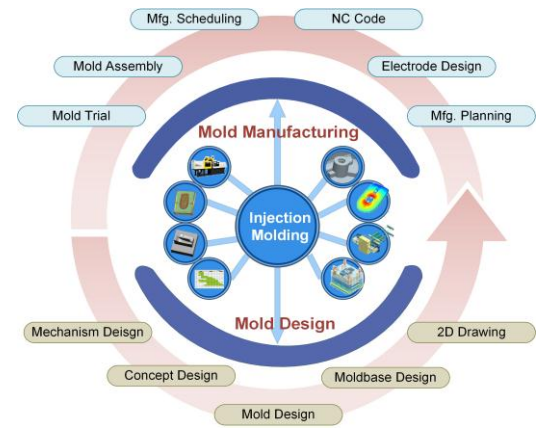 Mfg. Scheduling
NC Code
Mold Assembly
Electrode Design
Mold Trial
Mfg. Planning
Mold Manufacturing
Injection
Molding
Mold Design
Mechanism Deisgn
2D Drawing
Concept Design
Moldbase Design
Mold Design